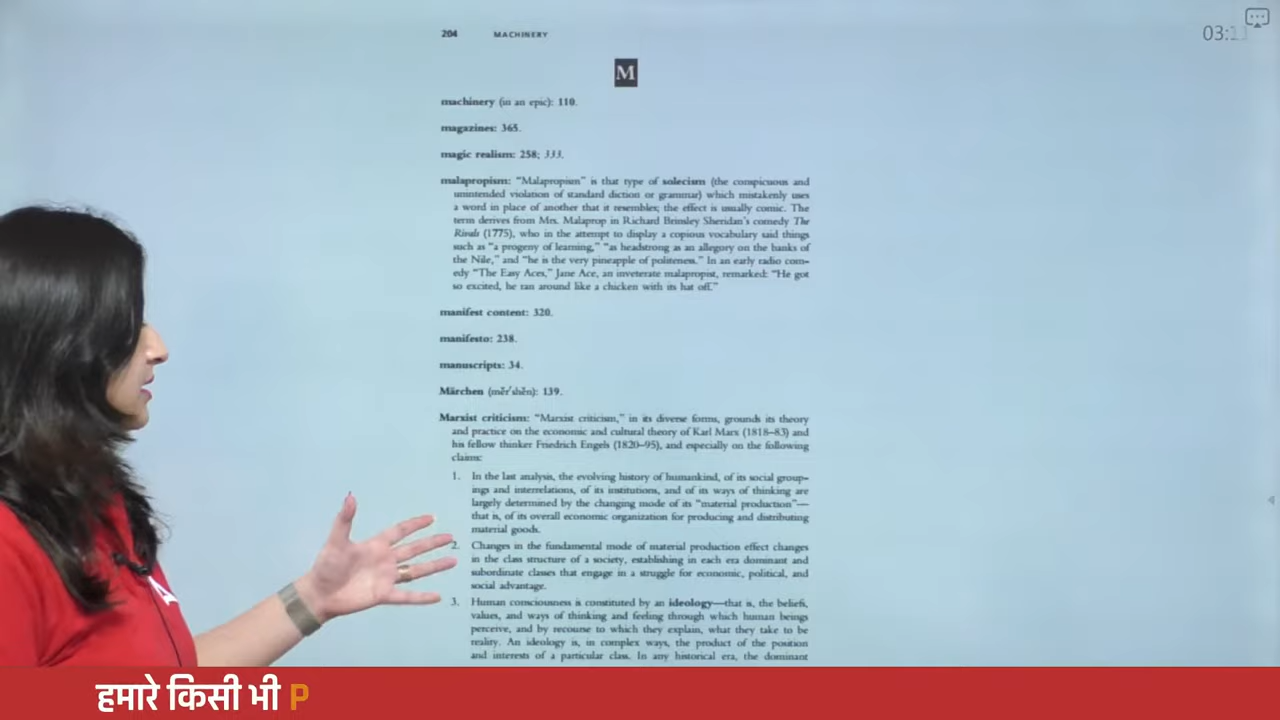 03:11
204 MACHINERY
M
machinery (in an epic): 110.
magazines: 365.
magic realism: 258; 333.
malapropism: "Malapropism" is that type of solecism (the conspicuous and
unintended violation of standard diction or grammar) which mistakenly uses
a word in place of another that it resembles; the effect is usually comic. The
term derives from Mrs. Malaprop in Richard Brinsley Sheridan's comedy The
Rivals (1775), who in the attempt to display a copious vocabulary said things
such as "a progeny of learning," "as headstrong as an allegory on the banks of
the Nile," and "he is the very pineapple of politeness." In an early radio com-
edy "The Easy Aces," Jane Ace, an inveterate malapropist, remarked: "He got
so excited, he ran around like a chicken with its hat off."
manifest content: 320.
manifesto: 238.
manuscripts: 34.
Märchen (mĕr′shĕn): 139.
Marxist criticism: "Marxist criticism," in its diverse forms, grounds its theory
and practice on the economic and cultural theory of Karl Marx (1818–83) and
his fellow thinker Friedrich Engels (1820–95), and especially on the following
claims:
1. In the last analysis, the evolving history of humankind, of its social group-
ings and interrelations, of its institutions, and of its ways of thinking are
largely determined by the changing mode of its "material production"—
that is, of its overall economic organization for producing and distributing
material goods.
2. Changes in the fundamental mode of material production effect changes
in the class structure of a society, establishing in each era dominant and
subordinate classes that engage in a struggle for economic, political, and
social advantage.
3. Human consciousness is constituted by an ideology—that is, the beliefs,
values, and ways of thinking and feeling through which human beings
perceive, and by recourse to which they explain, what they take to be
reality. An ideology is, in complex ways, the product of the position
and interests of a particular class. In any historical era, the dominant
हमारे किसी भी P